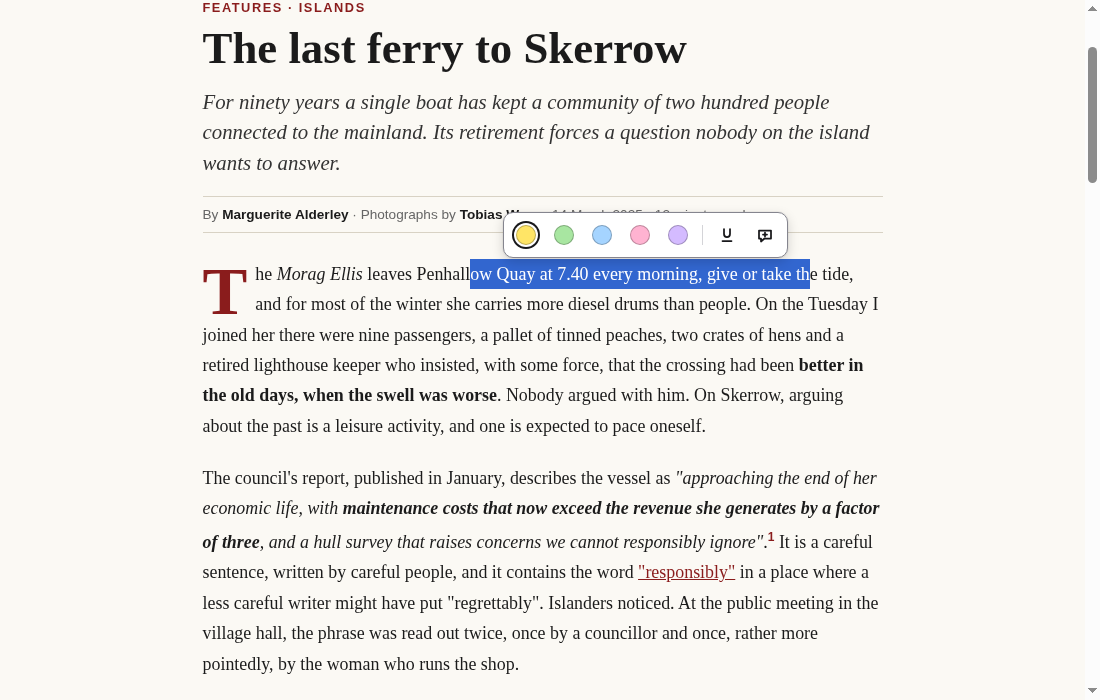 FEATURES · ISLANDS
The last ferry to Skerrow
For ninety years a single boat has kept a community of two hundred people
connected to the mainland. Its retirement forces a question nobody on the island
wants to answer.
By Marguerite Alderley · Photographs by Tobias
The Morag Ellis leaves Penhallow Quay at 7.40 every morning, give or take the tide,
and for most of the winter she carries more diesel drums than people. On the Tuesday I
joined her there were nine passengers, a pallet of tinned peaches, two crates of hens and a
retired lighthouse keeper who insisted, with some force, that the crossing had been better in
the old days, when the swell was worse. Nobody argued with him. On Skerrow, arguing
about the past is a leisure activity, and one is expected to pace oneself.
The council's report, published in January, describes the vessel as "approaching the end of her
economic life, with maintenance costs that now exceed the revenue she generates by a factor
of three, and a hull survey that raises concerns we cannot responsibly ignore".1 It is a careful
sentence, written by careful people, and it contains the word "responsibly" in a place where a
less careful writer might have put "regrettably". Islanders noticed. At the public meeting in the
village hall, the phrase was read out twice, once by a councillor and once, rather more
pointedly, by the woman who runs the shop.